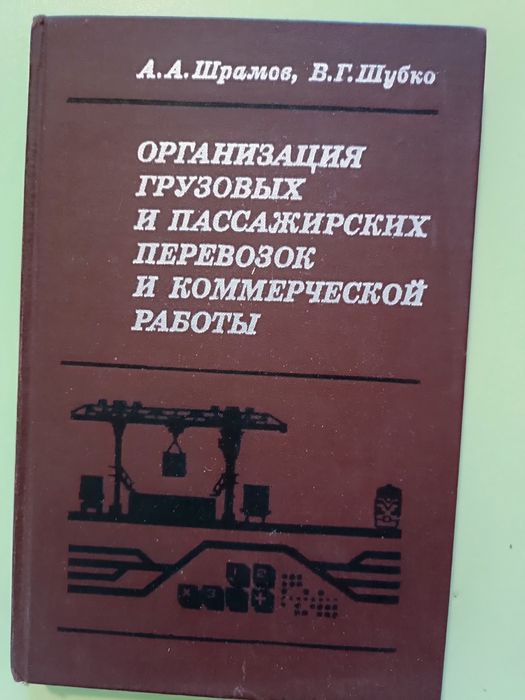 А.А.Шрамов, В.Г.Шубко
ОРГАНИЗАЦИЯ
ГРУЗОВЫХ
И ПАССАЖИРСКИХ
ПЕРЕВОЗОК
И КОММЕРЧЕСКОЙ
РАБОТЫ